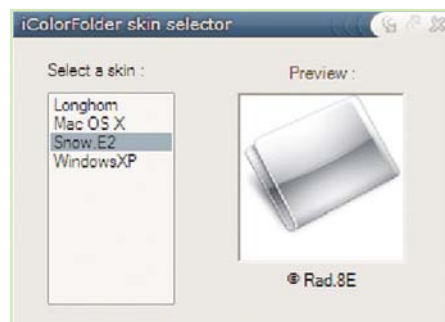 iColorFolder skin selector
Select a skin :
Preview :
Longhorn
Mac OS X
Snow.E2
WindowsXP
Rad.8E